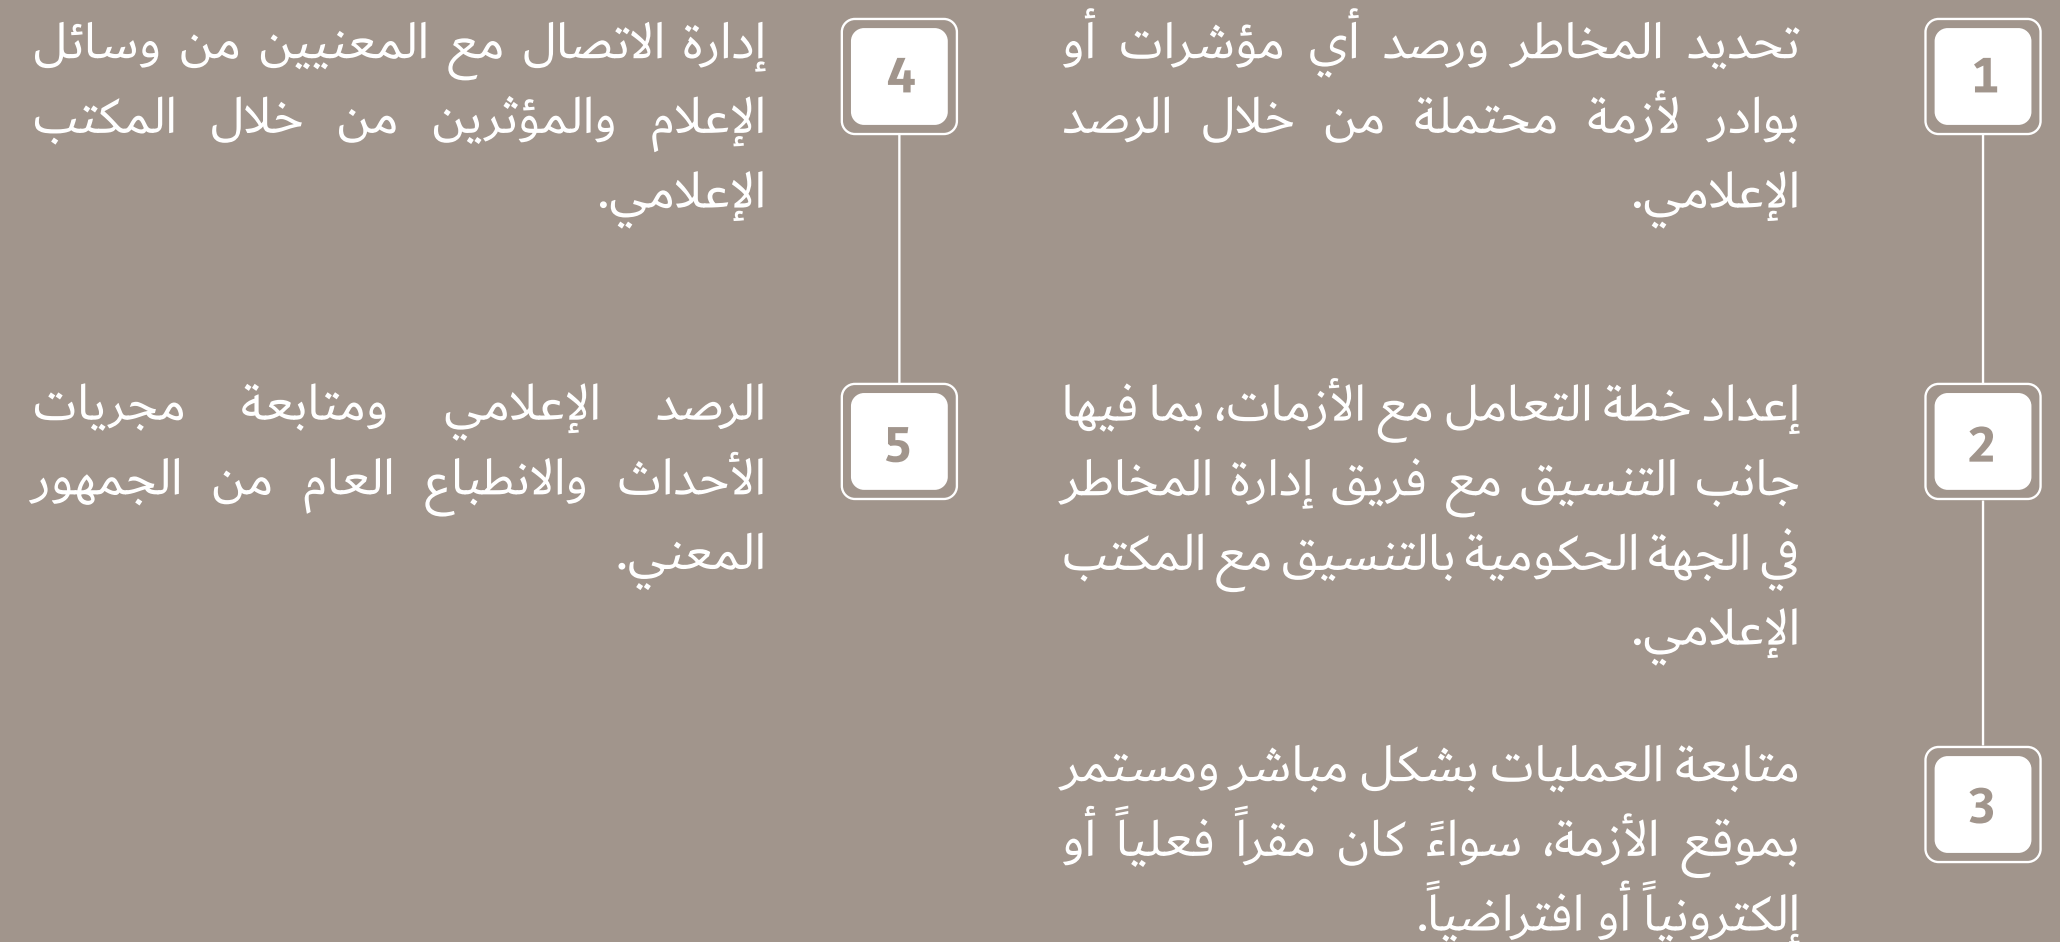 1
تحديد المخاطر ورصد أي مؤشرات أو
بوادر لأزمة محتملة من خلال الرصد
الإعلامي.
2
إعداد خطة التعامل مع الأزمات، بما فيها
جانب التنسيق مع فريق إدارة المخاطر
في الجهة الحكومية بالتنسيق مع المكتب
الإعلامي.
3
متابعة العمليات بشكل مباشر ومستمر
بموقع الأزمة، سواءً كان مقراً فعلياً أو
إلكترونياً أو افتراضياً.
4
إدارة الاتصال مع المعنيين من وسائل
الإعلام والمؤثرين من خلال المكتب
الإعلامي.
5
الرصد الإعلامي ومتابعة مجريات
الأحداث والانطباع العام من الجمهور
المعني.